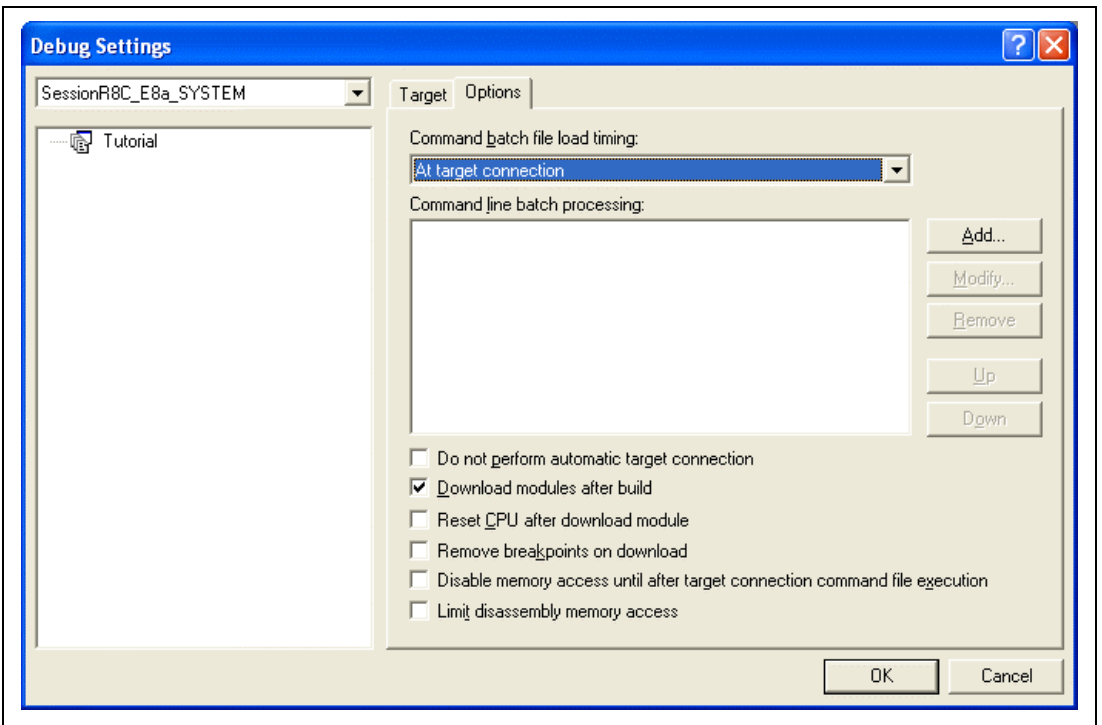 Debug Settings
SessionR8C_E8a_SYSTEM
Tutorial
Target
Options
Command batch file load timing:
At target connection
Command line batch processing:
Add...
Modify...
Remove
Up
Down
Do not perform automatic target connection
Download modules after build
Reset CPU after download module
Remove breakpoints on download
Disable memory access until after target connection command file execution
Limit disassembly memory access
OK
Cancel